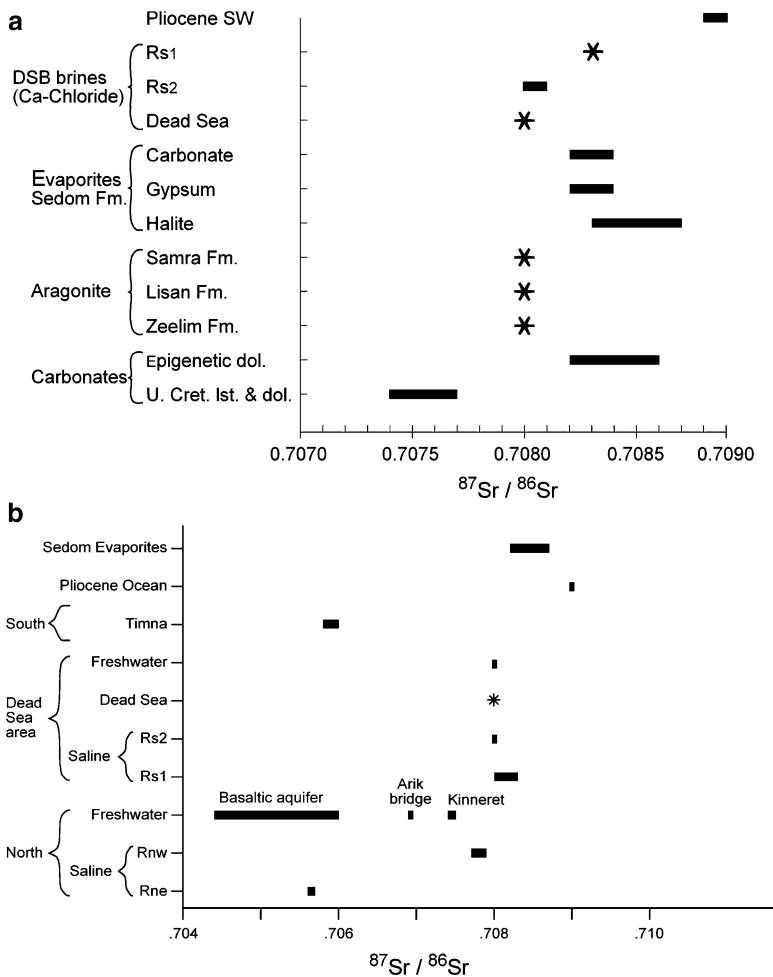 a
Pliocene SW
DSB brines
(Ca-Chloride)
Rs1
Rs2
Dead Sea
Evaporites
Sedom Fm.
Carbonate
Gypsum
Halite
Aragonite
Samra Fm.
Lisan Fm.
Zeelim Fm.
Carbonates
Epigenetic dol.
U. Cret. lst. & dol.
0.7070 0.7075 0.7080 0.7085 0.7090
87Sr / 86Sr
b
Sedom Evaporites
Pliocene Ocean
South
Timna
Dead
Sea
area
Freshwater
Dead Sea
Saline
Rs2
Rs1
North
Freshwater
Basaltic aquifer
Arik
bridge
Kinneret
Saline
Rnw
Rne
.704 .706 .708 .710
87Sr / 86Sr